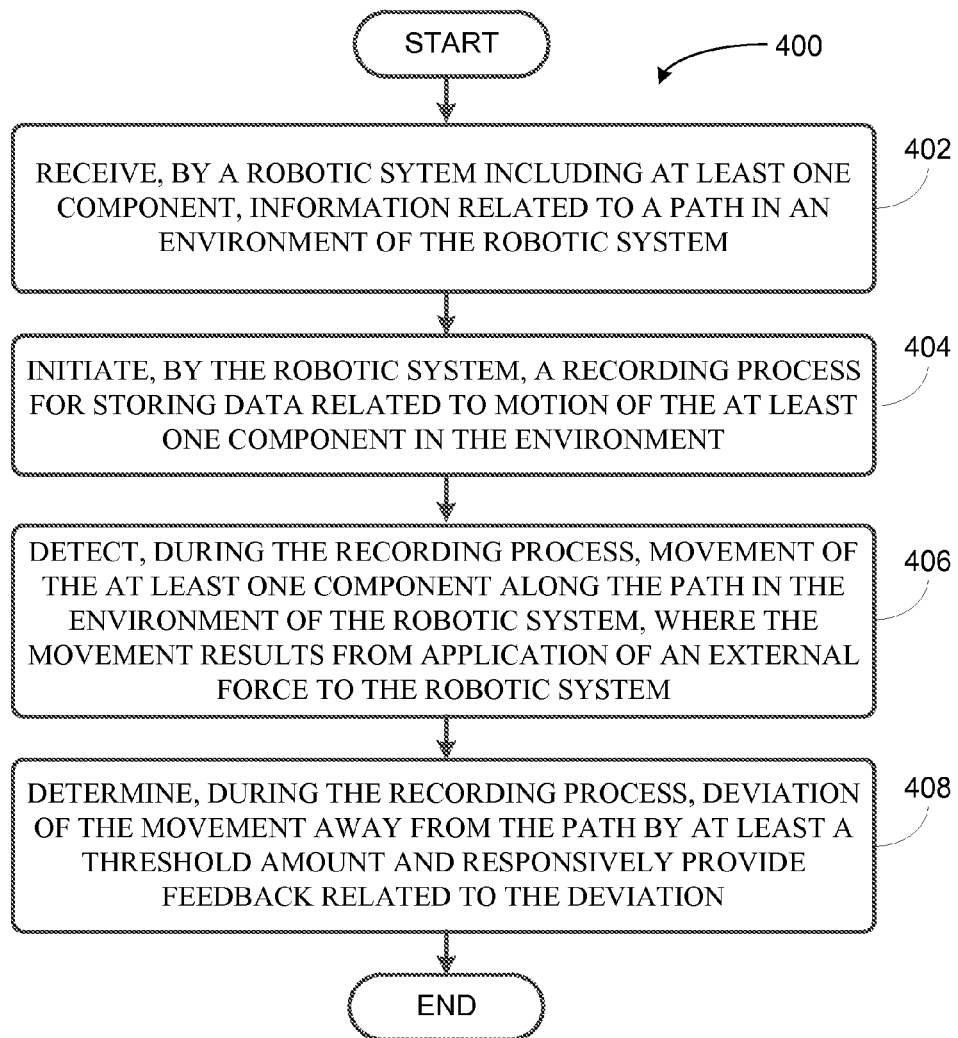 START
400
402
RECEIVE, BY A ROBOTIC SYTEM INCLUDING AT LEAST ONE
COMPONENT, INFORMATION RELATED TO A PATH IN AN
ENVIRONMENT OF THE ROBOTIC SYSTEM
404
INITIATE, BY THE ROBOTIC SYSTEM, A RECORDING PROCESS
FOR STORING DATA RELATED TO MOTION OF THE AT LEAST
ONE COMPONENT IN THE ENVIRONMENT
406
DETECT, DURING THE RECORDING PROCESS, MOVEMENT OF
THE AT LEAST ONE COMPONENT ALONG THE PATH IN THE
ENVIRONMENT OF THE ROBOTIC SYSTEM, WHERE THE
MOVEMENT RESULTS FROM APPLICATION OF AN EXTERNAL
FORCE TO THE ROBOTIC SYSTEM
408
DETERMINE, DURING THE RECORDING PROCESS, DEVIATION
OF THE MOVEMENT AWAY FROM THE PATH BY AT LEAST A
THRESHOLD AMOUNT AND RESPONSIVELY PROVIDE
FEEDBACK RELATED TO THE DEVIATION
END